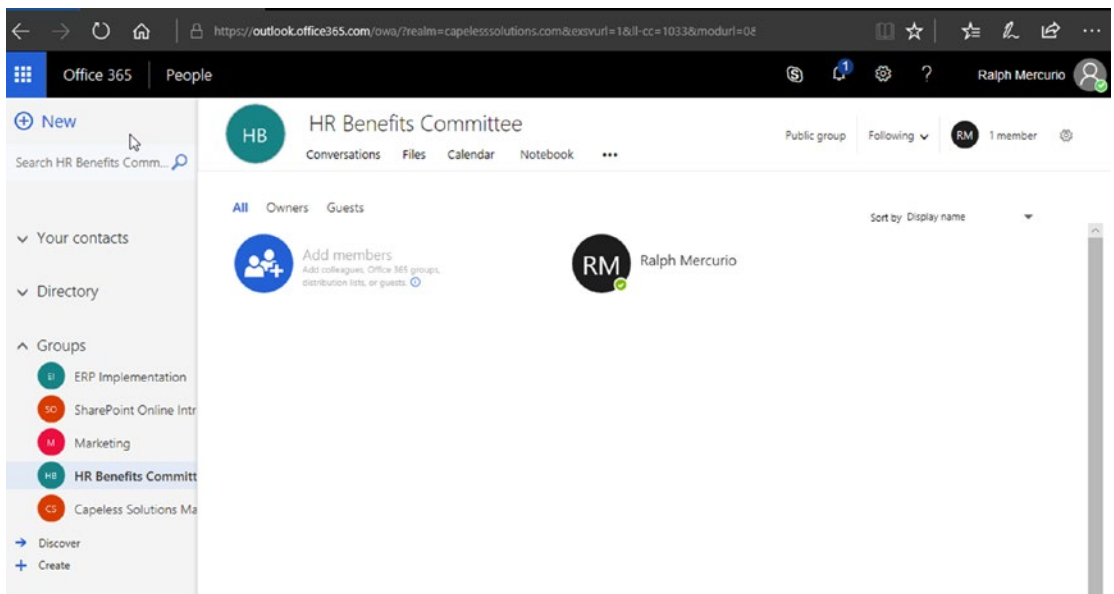 https://outlook.office365.com/owa/?realm=capelesssolutions.com&exsvurl=1&ll-cc=1033&modurl=0&
Office 365 People
1
?
Ralph Mercurio
New
Search HR Benefits Comm...
Your contacts
Directory
Groups
EI ERP Implementation
SO SharePoint Online Intr
M Marketing
HB HR Benefits Committ
CS Capeless Solutions Ma
Discover
Create
HB
HR Benefits Committee
Conversations Files Calendar Notebook •••
Public group Following RM 1 member
All Owners Guests
Sort by Display name
Add members
Add colleagues, Office 365 groups,
distribution lists, or guests.
RM Ralph Mercurio